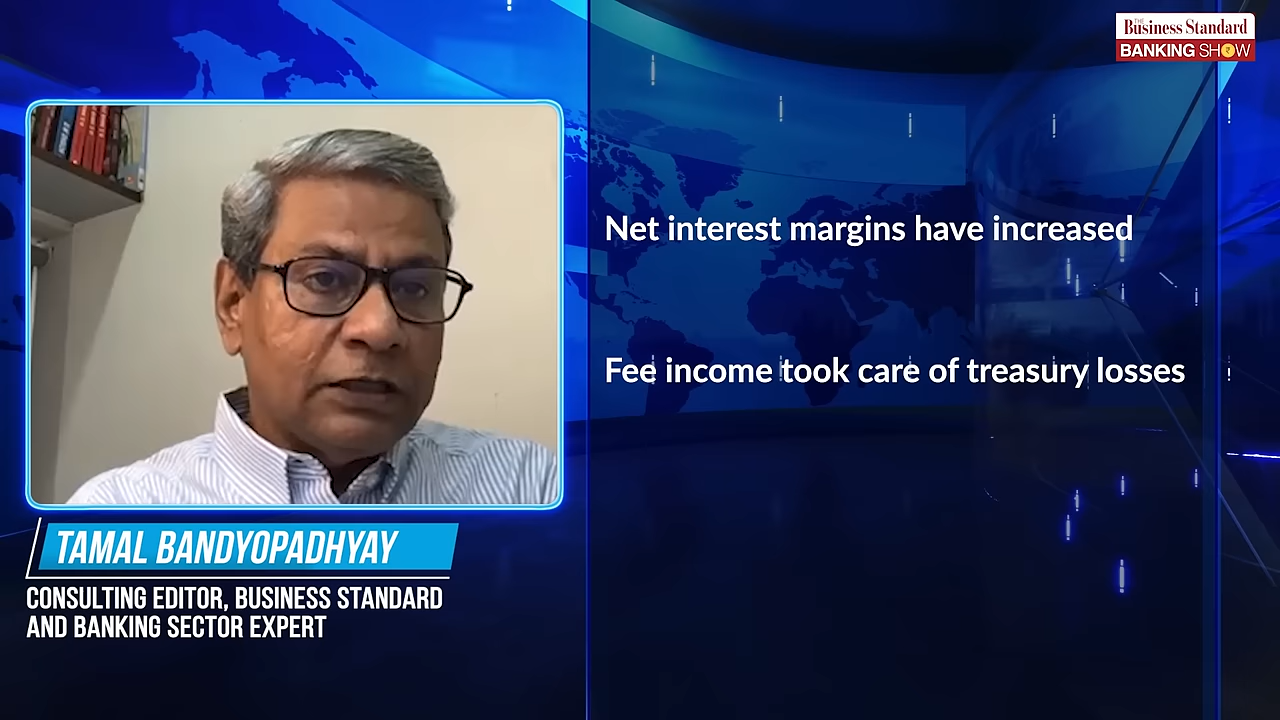 THE
Business Standard
BANKING SHOW
Net interest margins have increased
Fee income took care of treasury losses
TAMAL BANDYOPADHYAY
CONSULTING EDITOR, BUSINESS STANDARD
AND BANKING SECTOR EXPERT